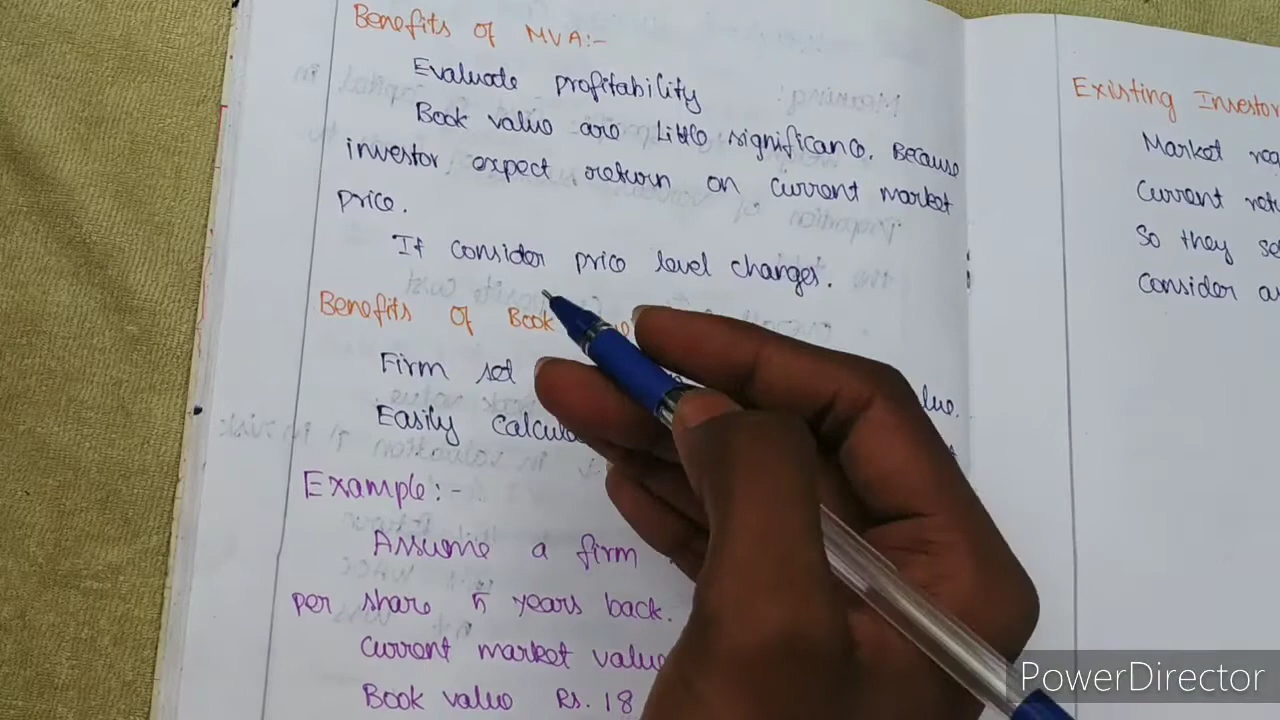 Benefits of MVA:-
Evaluate profitability
Book value are little significance. Because
investor expect return on current market
price.
It consider price level changes.
Benefits of Book
Firm set
Easily
Example:-
Assume a firm
per share 5 years back.
Current market value
Book value Rs. 18
Existing Investor
Market
Current
So they
Consider
PowerDirector